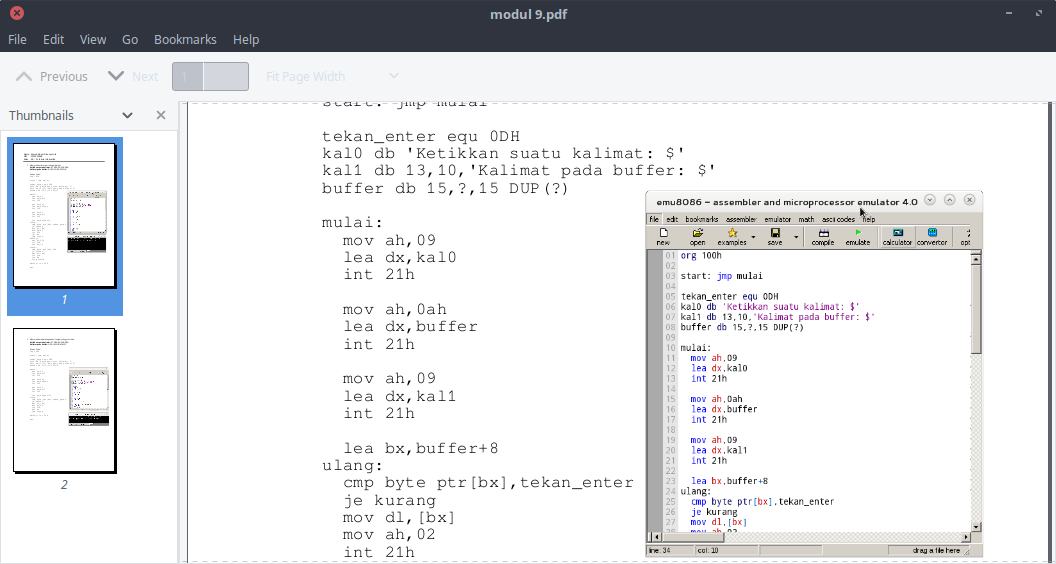 modul 9.pdf
File Edit View Go Bookmarks Help
Previous Next 1 Fit Page Width
Thumbnails
1
2
start: jmp mulai
tekan_enter equ 0DH
kal0 db 'Ketikkan suatu kalimat: $'
kal1 db 13,10,'Kalimat pada buffer: $'
buffer db 15,?,15 DUP(?)
mulai:
mov ah,09
lea dx,kal0
int 21h
mov ah,0ah
lea dx,buffer
int 21h
mov ah,09
lea dx,kal1
int 21h
lea bx,buffer+8
ulang:
cmp byte ptr[bx],tekan_enter
je kurang
mov dl,[bx]
mov ah,02
int 21h
emu8086 - assembler and microprocessor emulator 4.0
file edit bookmarks assembler emulator math ascii codes help
new open examples save compile emulate calculator convertor opt
01 org 100h
02
03 start: jmp mulai
04
05 tekan_enter equ 0DH
06 kal0 db 'Ketikkan suatu kalimat: $'
07 kal1 db 13,10,'Kalimat pada buffer: $'
08 buffer db 15,?,15 DUP(?)
09
10 mulai:
11 mov ah,09
12 lea dx,kal0
13 int 21h
14
15 mov ah,0ah
16 lea dx,buffer
17 int 21h
18
19 mov ah,09
20 lea dx,kal1
21 int 21h
22
23 lea bx,buffer+8
24 ulang:
25 cmp byte ptr[bx],tekan_enter
26 je kurang
27 mov dl,[bx]
28 mov ah,02
line: 34 col: 10 drag a file here